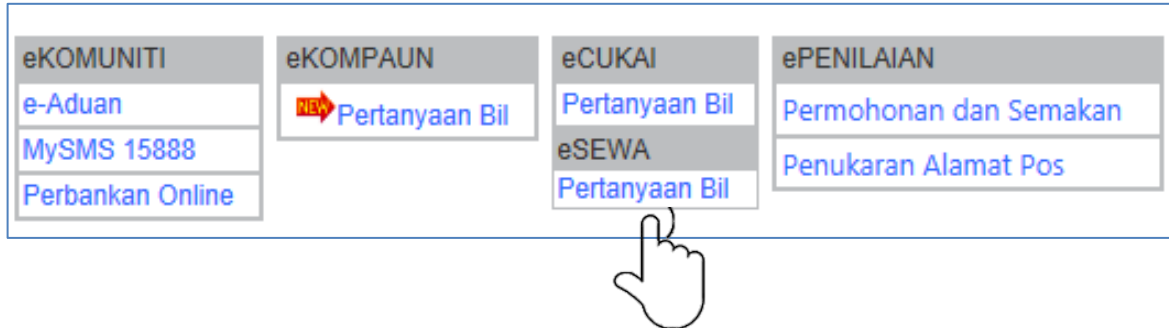 eKOMUNITI
e-Aduan
MySMS 15888
Perbankan Online
eKOMPAUN
NEW Pertanyaan Bil
eCUKAI
Pertanyaan Bil
eSEWA
Pertanyaan Bil
ePENILAIAN
Permohonan dan Semakan
Penukaran Alamat Pos